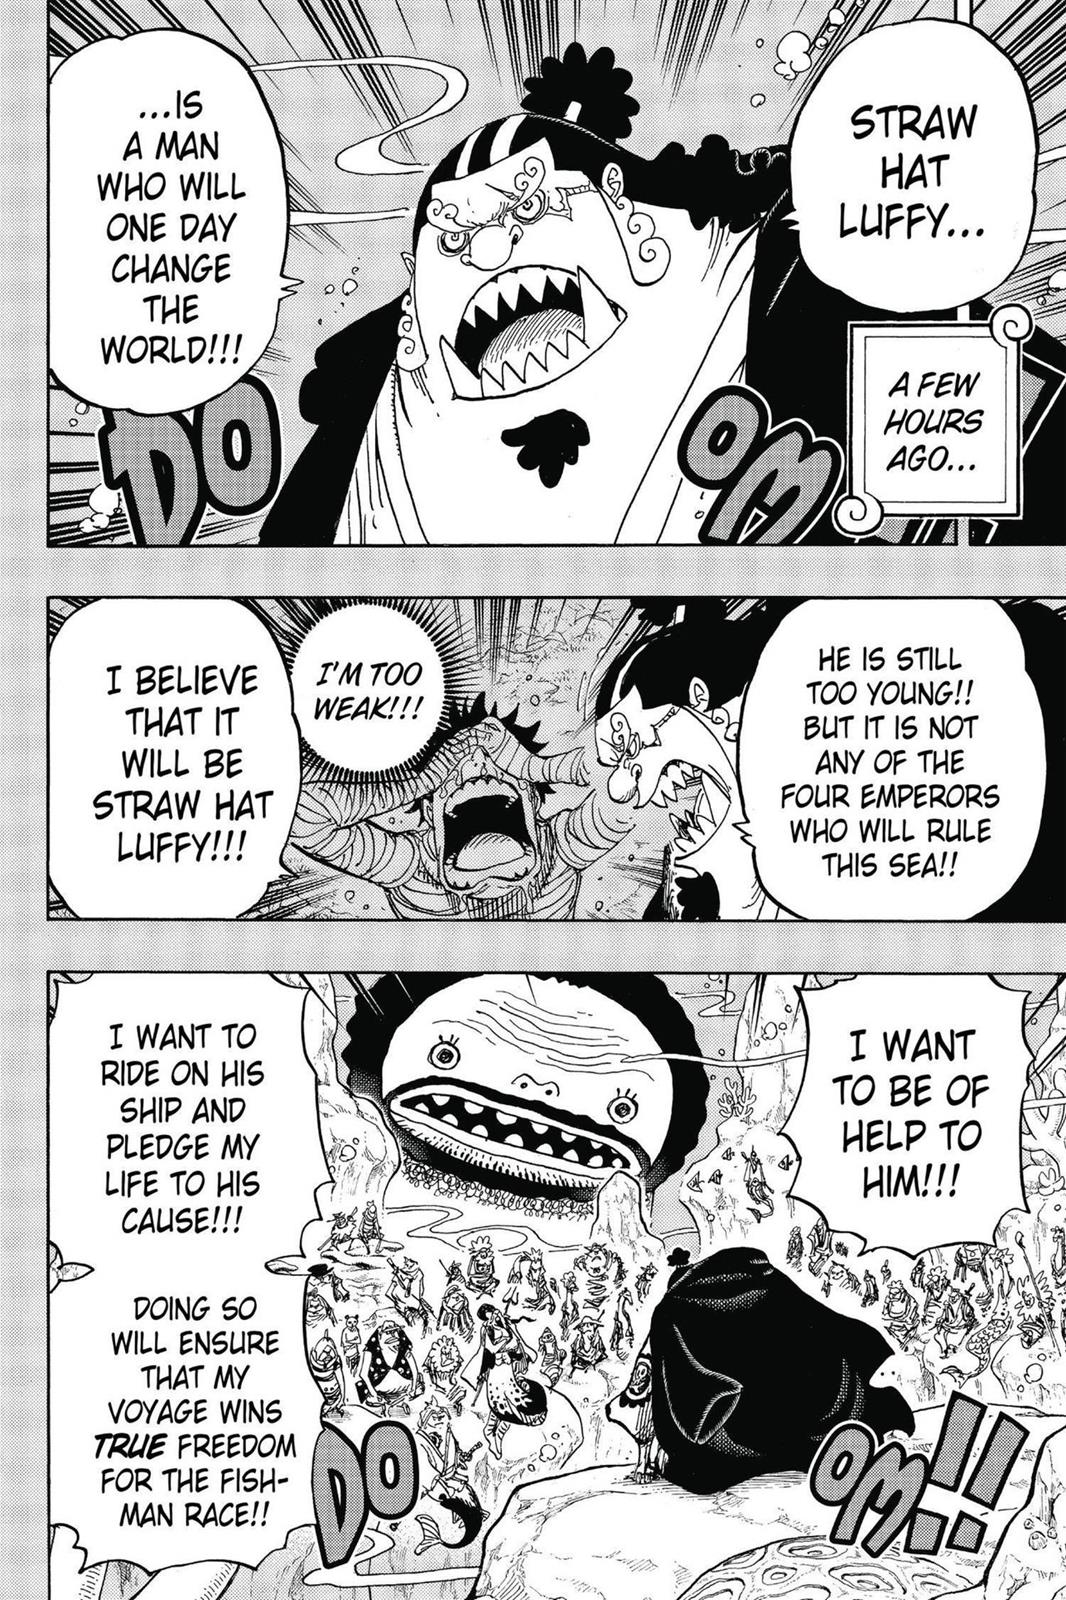 STRAW
HAT
LUFFY...
A FEW
HOURS
AGO...
...IS
A MAN
WHO WILL
ONE DAY
CHANGE
THE
WORLD!!!
DO
OM
HE IS STILL
TOO YOUNG!!
BUT IT IS NOT
ANY OF THE
FOUR EMPERORS
WHO WILL RULE
THIS SEA!!
I'M TOO
WEAK!!!
I BELIEVE
THAT IT
WILL BE
STRAW HAT
LUFFY!!!
I WANT
TO BE OF
HELP TO
HIM!!!
I WANT TO
RIDE ON HIS
SHIP AND
PLEDGE MY
LIFE TO HIS
CAUSE!!!
DOING SO
WILL ENSURE
THAT MY
VOYAGE WINS
TRUE FREEDOM
FOR THE FISH-
MAN RACE!!
DO
OM!!